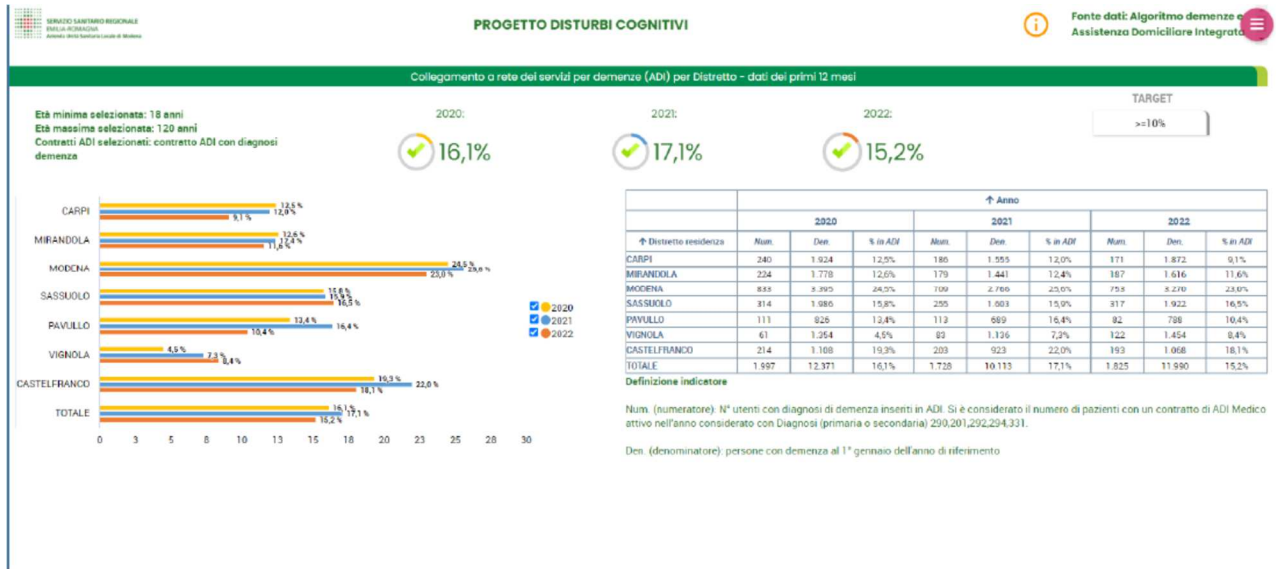 SERVIZIO SANITARIO REGIONALE
EMILIA-ROMAGNA
Azienda Unità Sanitaria Locale di Modena
PROGETTO DISTURBI COGNITIVI
Fonte dati: Algoritmo demenze e
Assistenza Domiciliare Integrata
Collegamento a rete dei servizi per demenze (ADI) per Distretto - dati dei primi 12 mesi
Età minima selezionata: 18 anni
Età massima selezionata: 120 anni
Contratti ADI selezionati: contratto ADI con diagnosi
demenza
2020:
16,1%
2021:
17,1%
2022:
15,2%
TARGET
>=10%
CARPI 12,5 % 12,0 % 9,1 %
MIRANDOLA 12,6 % 12,4 % 11,6 %
MODENA 24,5 % 25,6 % 23,0 %
SASSUOLO 15,8 % 15,9 % 16,5 %
PAVULLO 13,4 % 16,4 % 10,4 %
VIGNOLA 4,5 % 7,3 % 8,4 %
CASTELFRANCO 19,3 % 22,0 % 18,1 %
TOTALE 16,1 % 17,1 % 15,2 %
0 3 5 8 10 13 15 18 20 23 25 28 30
2020
2021
2022
↑ Anno
2020 2021 2022
↑ Distretto residenza Num. Den. % in ADI Num. Den. % in ADI Num. Den. % in ADI
CARPI 240 1.924 12,5% 186 1.555 12,0% 171 1.872 9,1%
MIRANDOLA 224 1.778 12,6% 179 1.441 12,4% 187 1.616 11,6%
MODENA 833 3.395 24,5% 709 2.766 25,6% 753 3.270 23,0%
SASSUOLO 314 1.986 15,8% 255 1.603 15,9% 317 1.922 16,5%
PAVULLO 111 826 13,4% 113 689 16,4% 82 788 10,4%
VIGNOLA 61 1.354 4,5% 83 1.136 7,3% 122 1.454 8,4%
CASTELFRANCO 214 1.108 19,3% 203 923 22,0% 193 1.068 18,1%
TOTALE 1.997 12.371 16,1% 1.728 10.113 17,1% 1.825 11.990 15,2%
Definizione indicatore
Num. (numeratore): N° utenti con diagnosi di demenza inseriti in ADI. Si è considerato il numero di pazienti con un contratto di ADI Medico
attivo nell'anno considerato con Diagnosi (primaria o secondaria) 290,201,292,294,331.
Den. (denominatore): persone con demenza al 1° gennaio dell'anno di riferimento